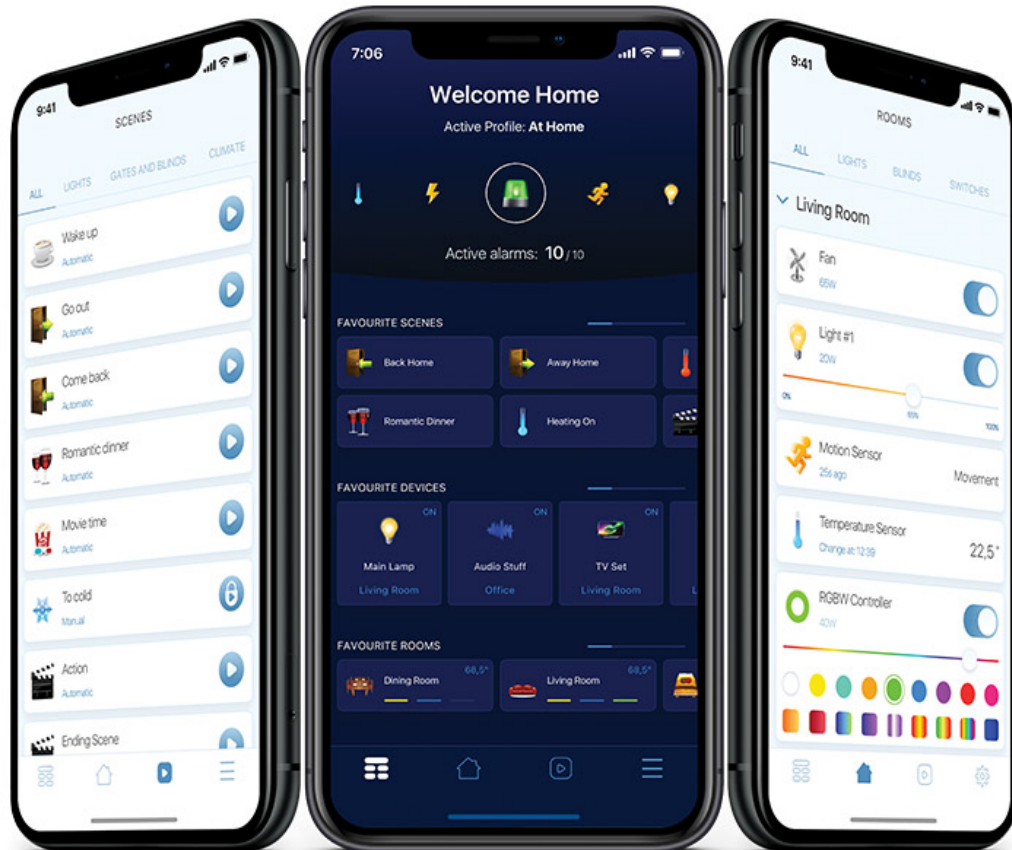 9:41
SCENES
ALL LIGHTS GATES AND BLINDS CLIMATE
Wake up
Automatic
Go out
Automatic
Come back
Automatic
Romantic dinner
Automatic
Movie time
Automatic
To cold
Manual
Action
Automatic
Ending Scene
7:06
Welcome Home
Active Profile: At Home
Active alarms: 10 / 10
FAVOURITE SCENES
Back Home Away Home
Romantic Dinner Heating On
FAVOURITE DEVICES
ON ON ON
Main Lamp Audio Stuff TV Set
Living Room Office Living Room L
FAVOURITE ROOMS
68,5° 68,5°
Dining Room Living Room
9:41
ROOMS
ALL LIGHTS BLINDS SWITCHES
Living Room
Fan
65W
Light #1
20W
0% 65% 100%
Motion Sensor
25s ago Movement
Temperature Sensor
Change at: 12:39 22,5°
RGBW Controller
40W